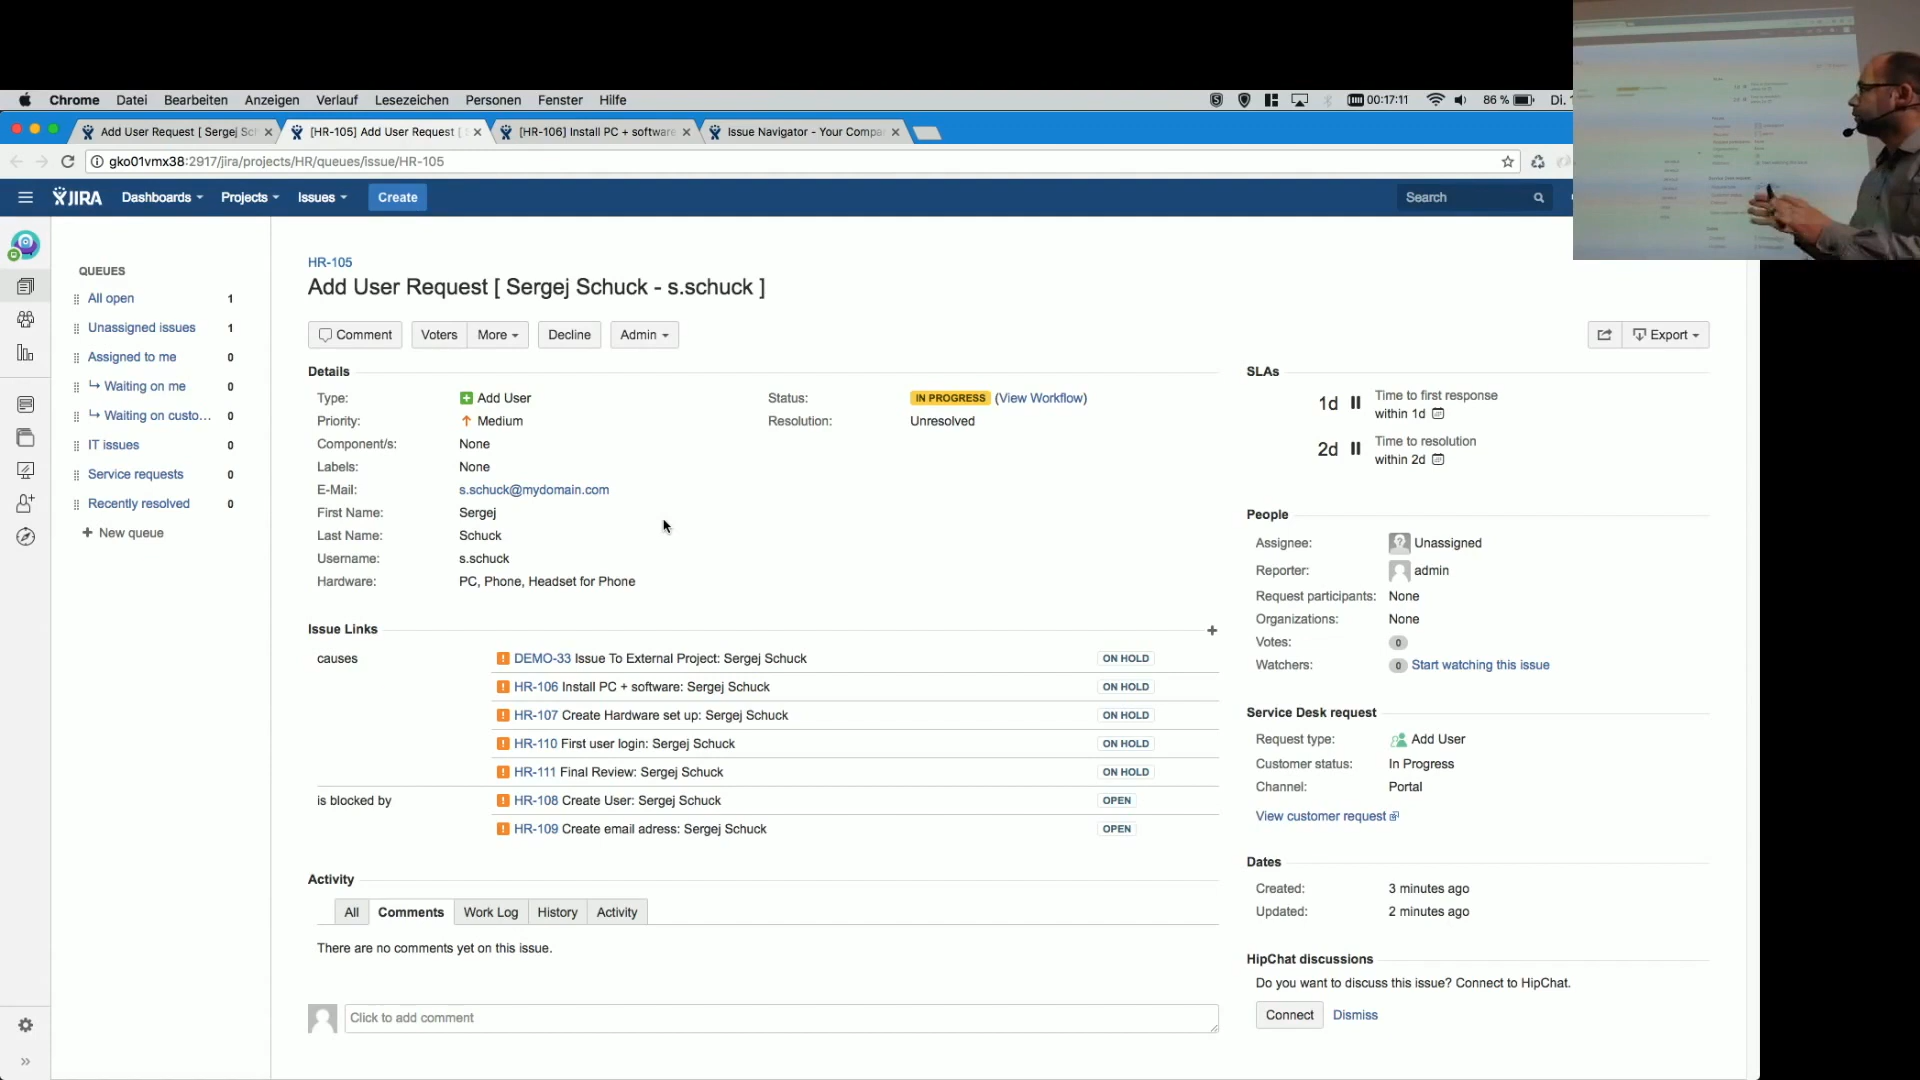 Chrome Datei Bearbeiten Anzeigen Verlauf Lesezeichen Personen Fenster Hilfe 00:17:11 86 % Di.
Add User Request [ Sergej Sc [HR-105] Add User Request [ [HR-106] Install PC + software Issue Navigator - Your Compa
gko01vmx38:2917/jira/projects/HR/queues/issue/HR-105
JIRA Dashboards Projects Issues Create Search
QUEUES
All open 1
Unassigned issues 1
Assigned to me 0
Waiting on me 0
Waiting on custo... 0
IT issues 0
Service requests 0
Recently resolved 0
+ New queue
HR-105
Add User Request [ Sergej Schuck - s.schuck ]
Comment Voters More Decline Admin Export
Details
Type: Add User
Priority: Medium
Component/s: None
Labels: None
E-Mail: s.schuck@mydomain.com
First Name: Sergej
Last Name: Schuck
Username: s.schuck
Hardware: PC, Phone, Headset for Phone
Status: IN PROGRESS (View Workflow)
Resolution: Unresolved
Issue Links
causes
DEMO-33 Issue To External Project: Sergej Schuck ON HOLD
HR-106 Install PC + software: Sergej Schuck ON HOLD
HR-107 Create Hardware set up: Sergej Schuck ON HOLD
HR-110 First user login: Sergej Schuck ON HOLD
HR-111 Final Review: Sergej Schuck ON HOLD
is blocked by
HR-108 Create User: Sergej Schuck OPEN
HR-109 Create email adress: Sergej Schuck OPEN
Activity
All Comments Work Log History Activity
There are no comments yet on this issue.
Click to add comment
SLAs
1d Time to first response
within 1d
2d Time to resolution
within 2d
People
Assignee: Unassigned
Reporter: admin
Request participants: None
Organizations: None
Votes: 0
Watchers: 0 Start watching this issue
Service Desk request
Request type: Add User
Customer status: In Progress
Channel: Portal
View customer request
Dates
Created: 3 minutes ago
Updated: 2 minutes ago
HipChat discussions
Do you want to discuss this issue? Connect to HipChat.
Connect Dismiss